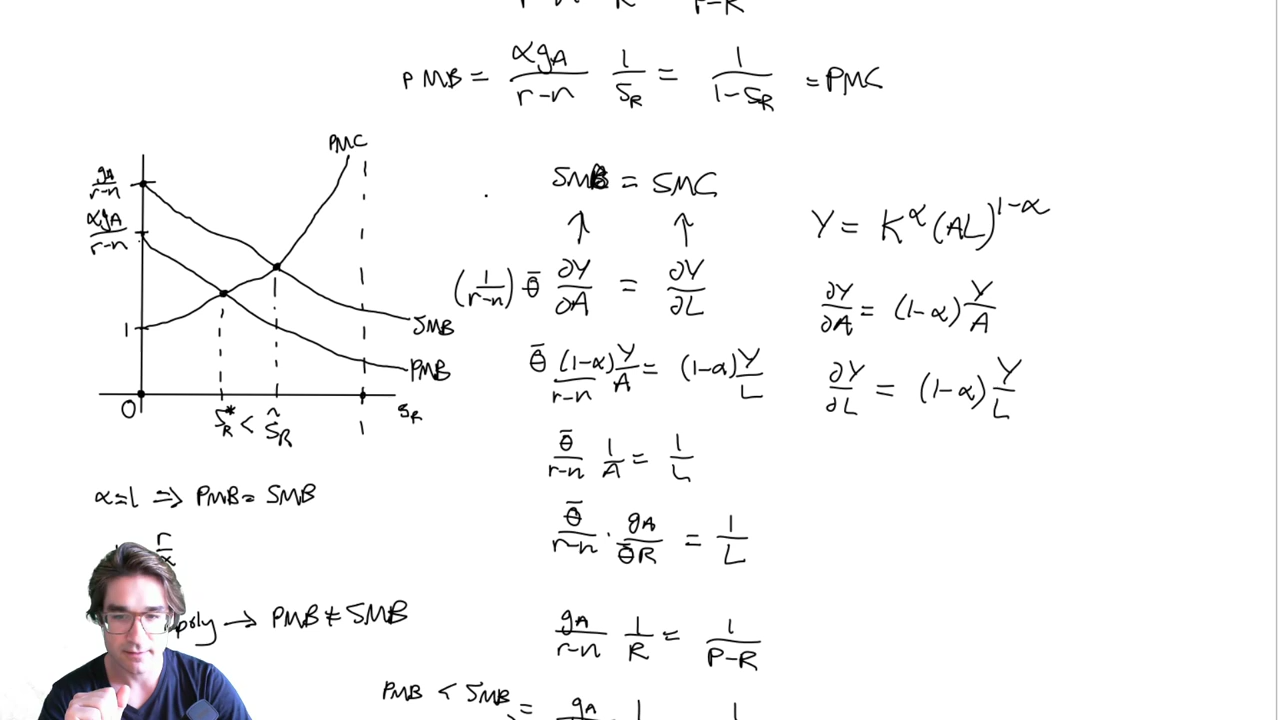 PMB = αg_A/(r-n) 1/S_R = 1/(1-S_R) = PMC
PMC
g_A/(r-n)
αg_A/(r-n)
1
SMB
PMB
0
S_R
S_R* < Ŝ_R
α=1 ⇒ PMB = SMB
r/α
poly → PMB ≠ SMB
PMB < SMB
SMB = SMC
↑ ↑
(1/(r-n)) θ̄ ∂Y/∂A = ∂Y/∂L
θ̄/(r-n) (1-α) Y/A = (1-α) Y/L
θ̄/(r-n) 1/A = 1/L
θ̄/(r-n) · g_A/(θ̄R) = 1/L
g_A/(r-n) 1/R = 1/(P-R)
Y = K^α (AL)^(1-α)
∂Y/∂A = (1-α) Y/A
∂Y/∂L = (1-α) Y/L